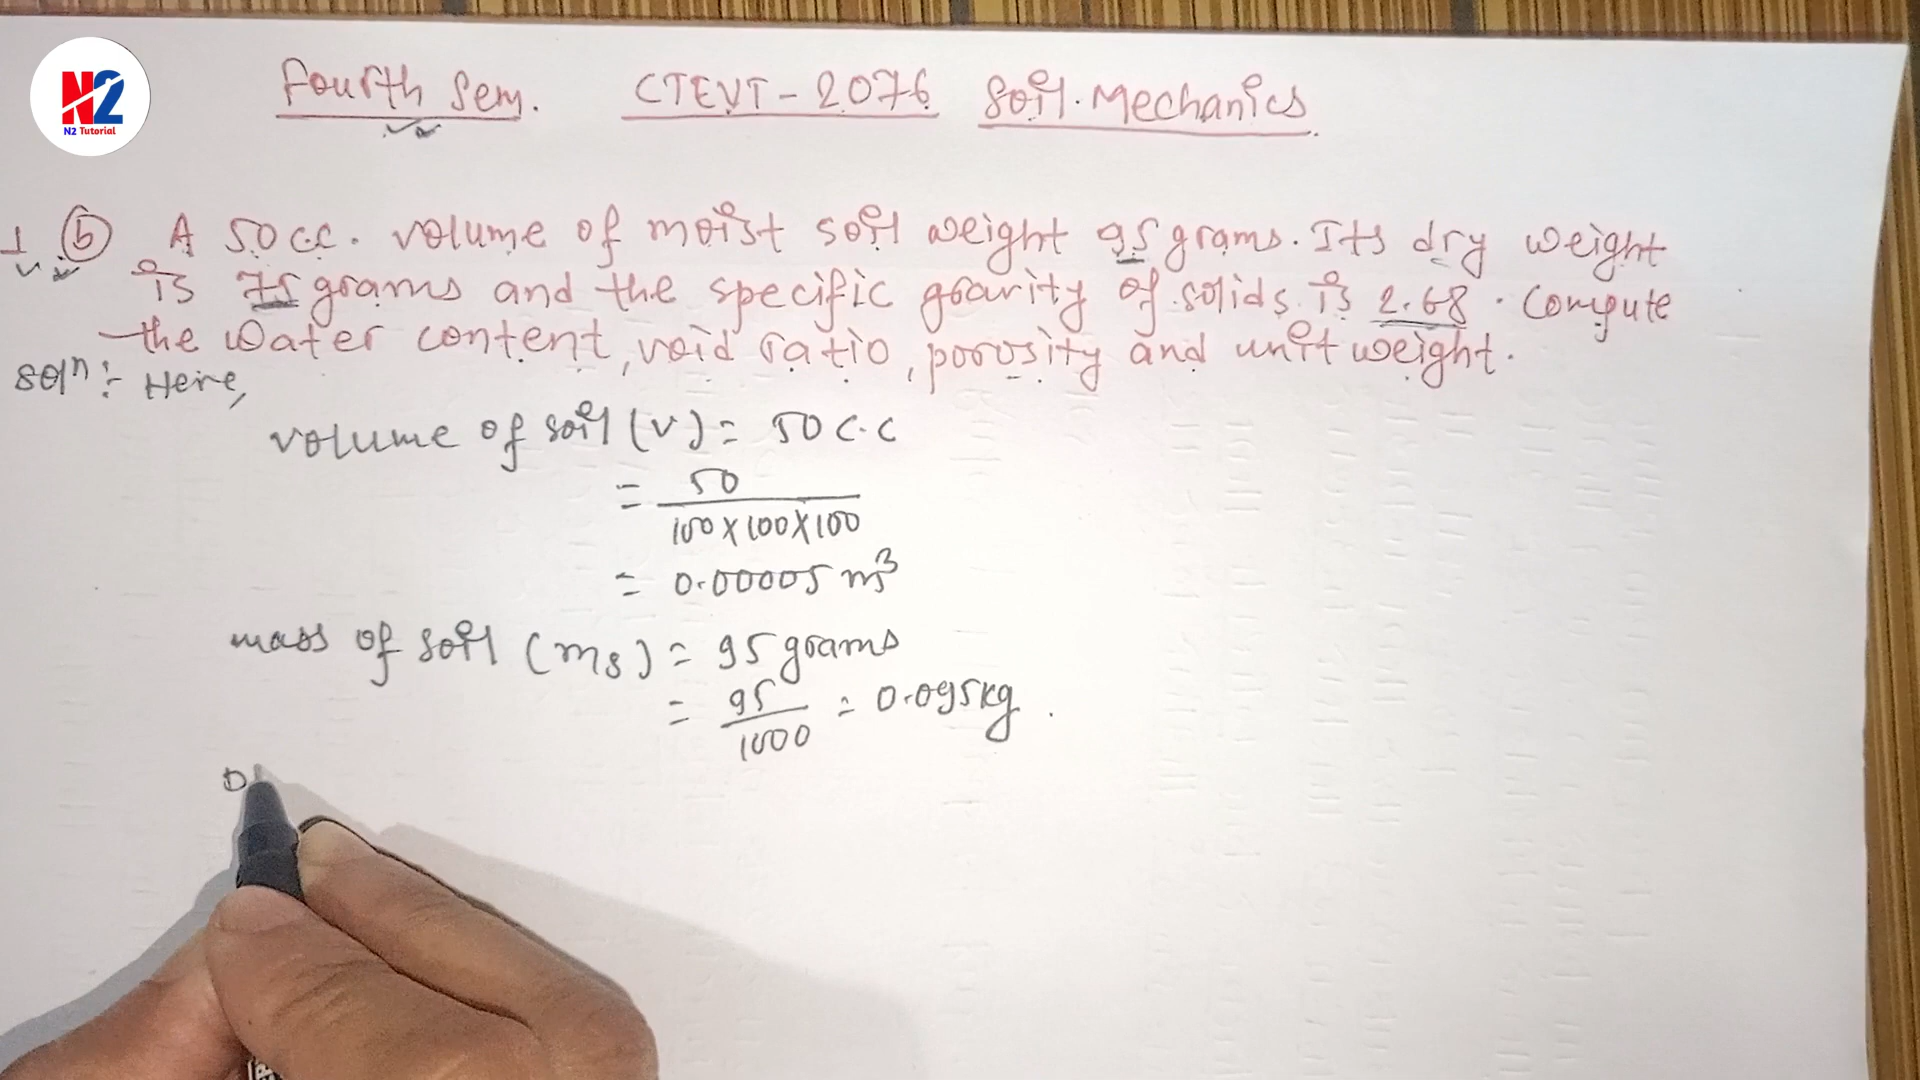 N2
N2 Tutorial
Fourth Sem. CTEVT-2076 Soil.Mechanics.
1 (b) A 50 c.c. volume of moist soil weight 95 grams. Its dry weight
is 75 grams and the specific gravity of solids is 2.68. Compute
the water content, void ratio, porosity and unit weight.
Solⁿ:- Here,
volume of soil (v) = 50 c.c
= 50
100×100×100
= 0.00005 m³
mass of soil (ms) = 95 grams
= 95/1000 = 0.095kg.